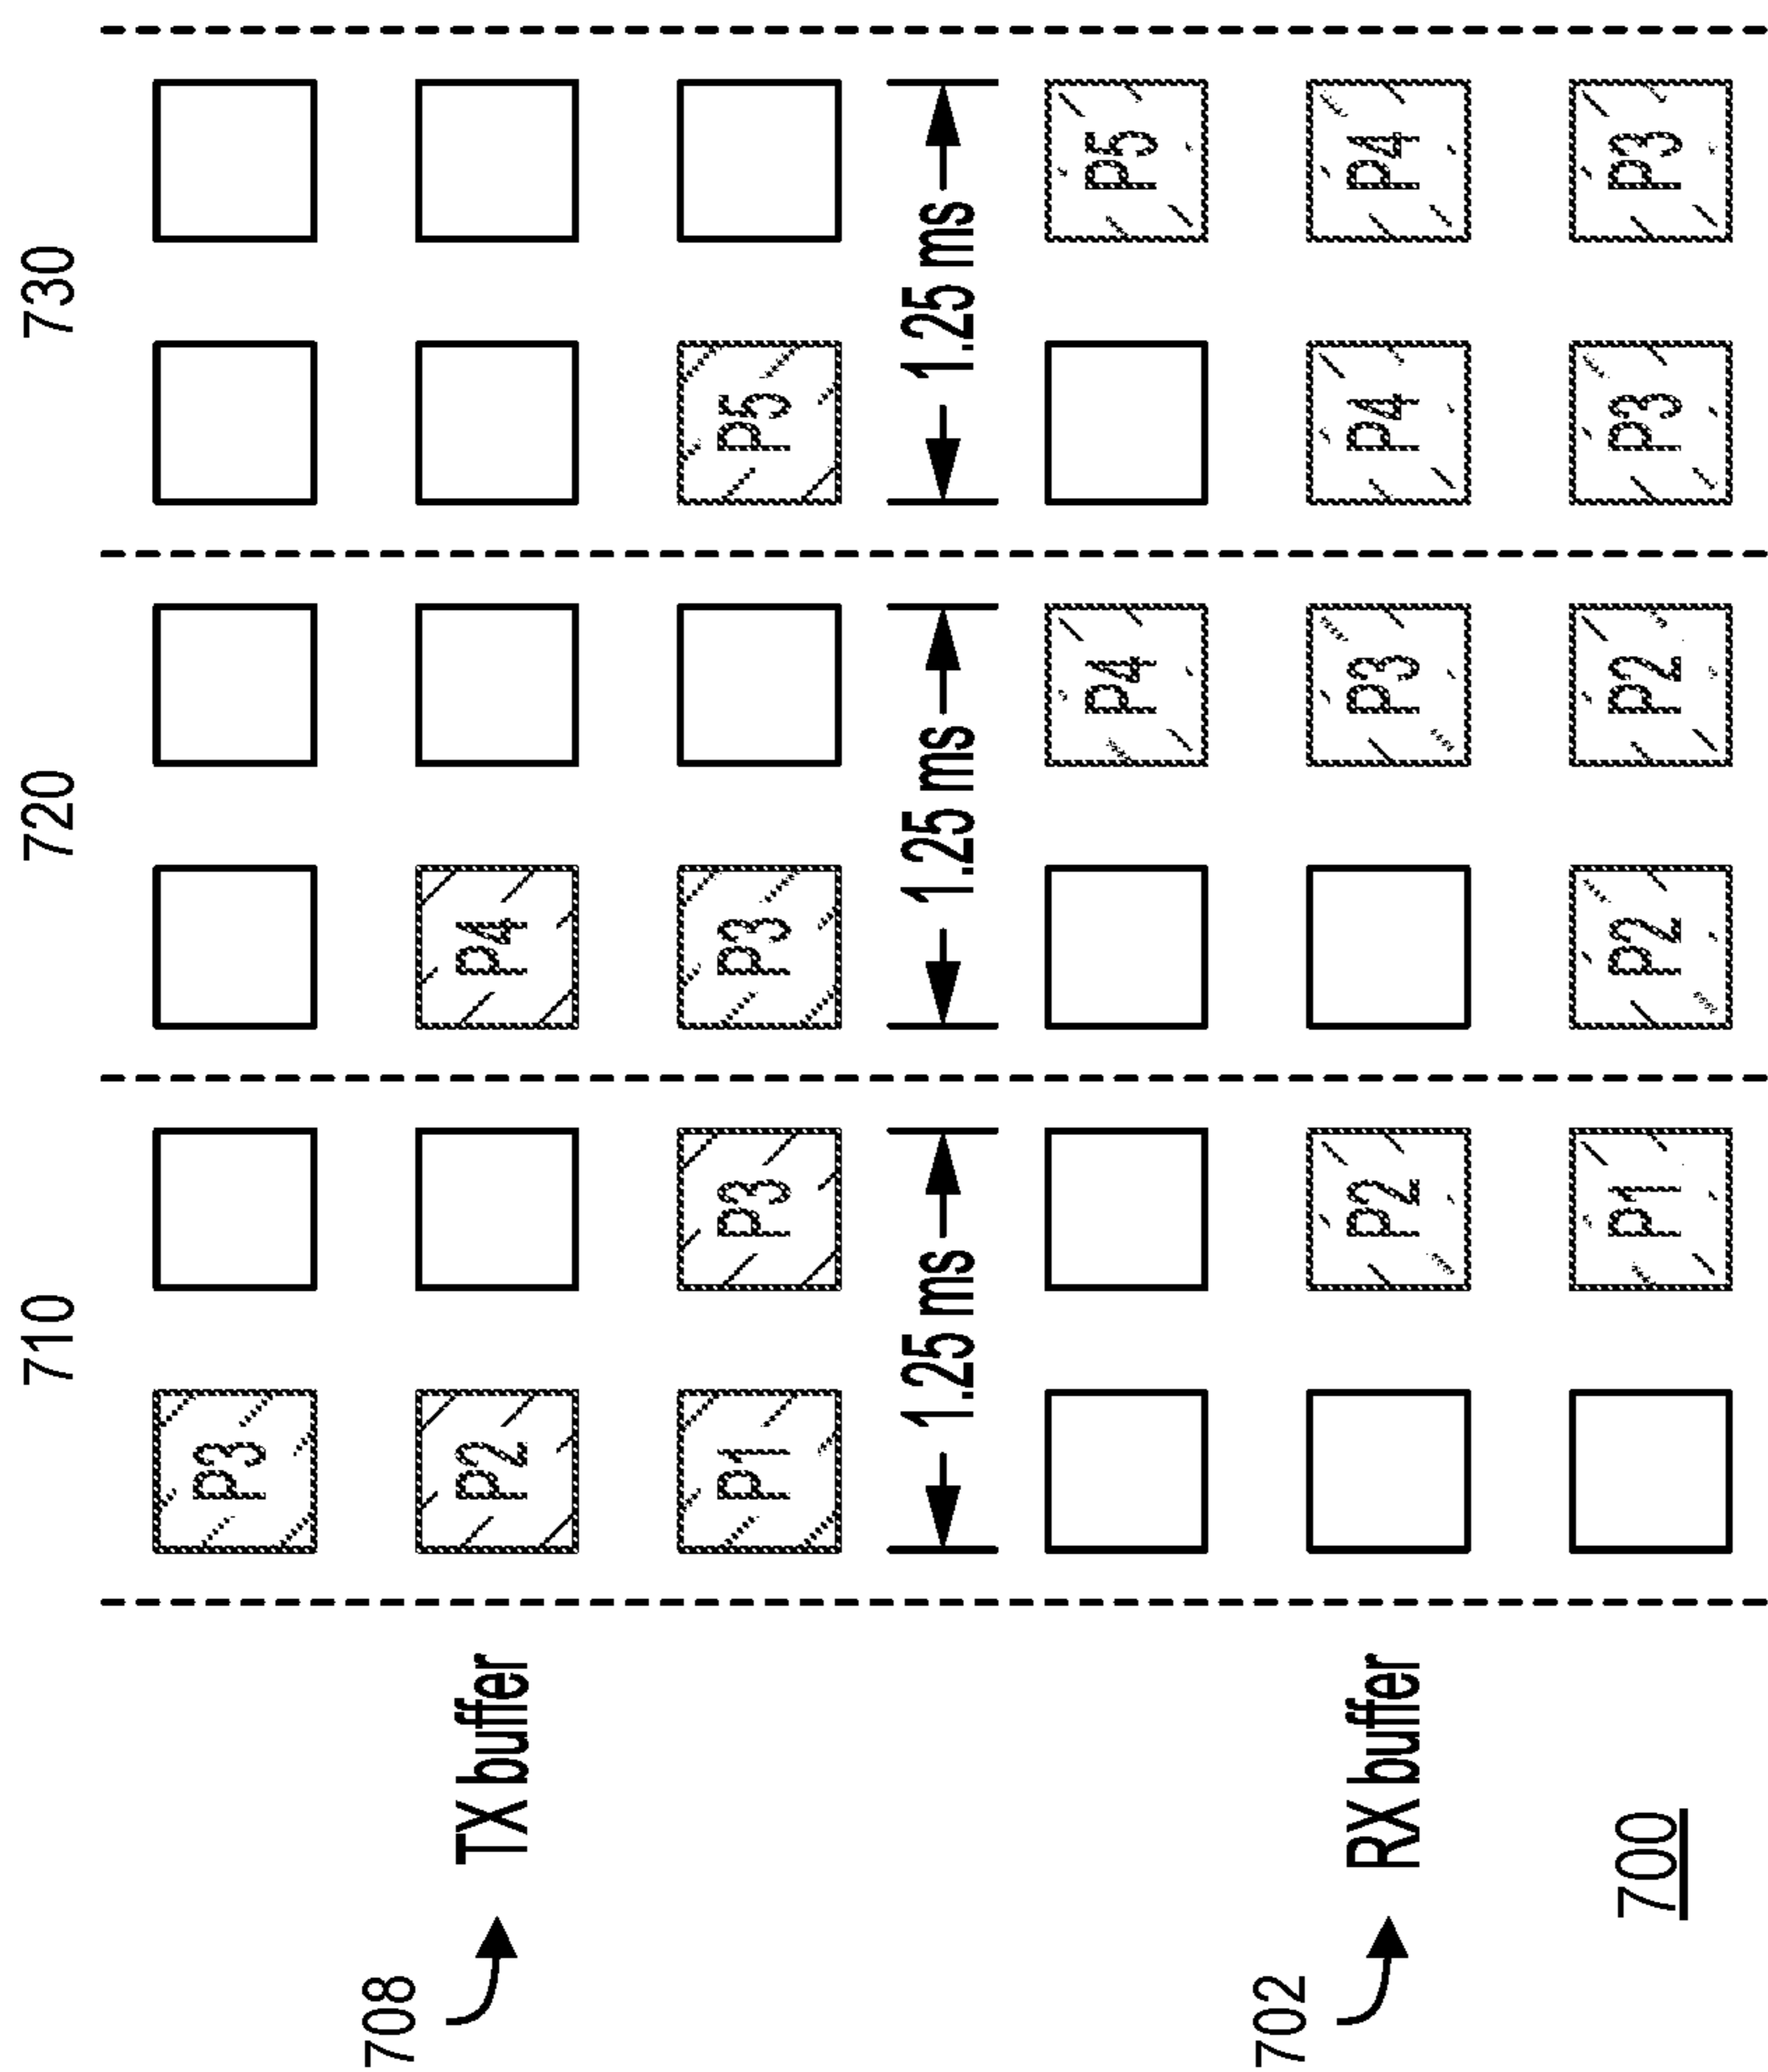 710 720 730
P3
708
TX buffer P2 P4
P1 P3 P3 P5
1.25 ms 1.25 ms 1.25 ms
P4 P5
702
RX buffer P2 P3 P4 P4
700 P1 P2 P2 P3 P3